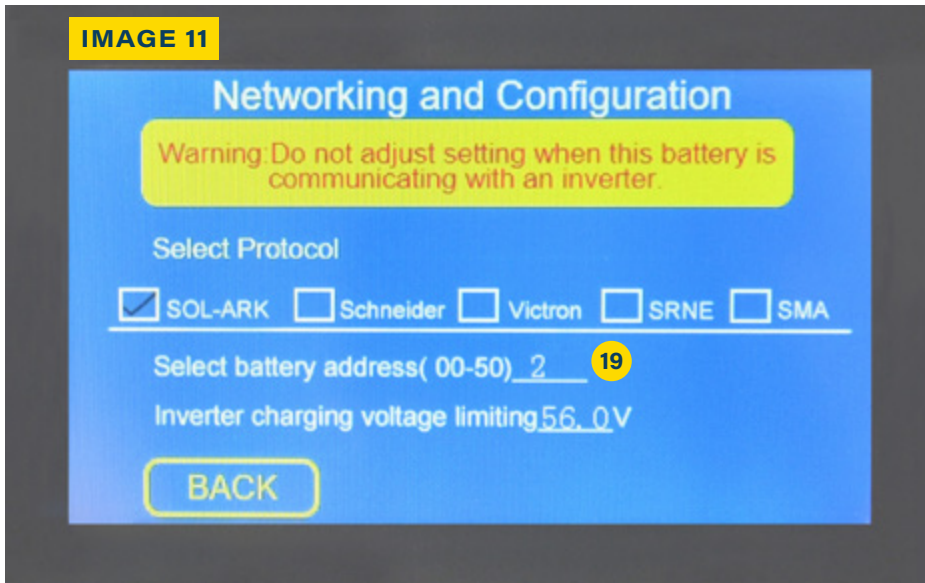 IMAGE 11
Networking and Configuration
Warning:Do not adjust setting when this battery is
communicating with an inverter.
Select Protocol
SOL-ARK Schneider Victron SRNE SMA
Select battery address( 00-50) 2 19
Inverter charging voltage limiting 56.0V
BACK